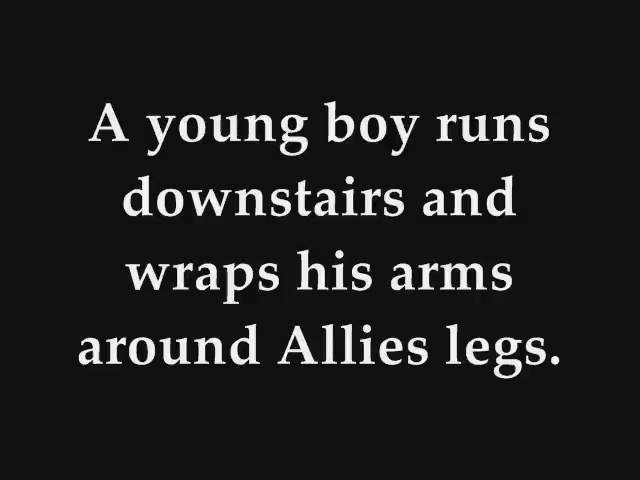 A young boy runs
downstairs and
wraps his arms
around Allies legs.